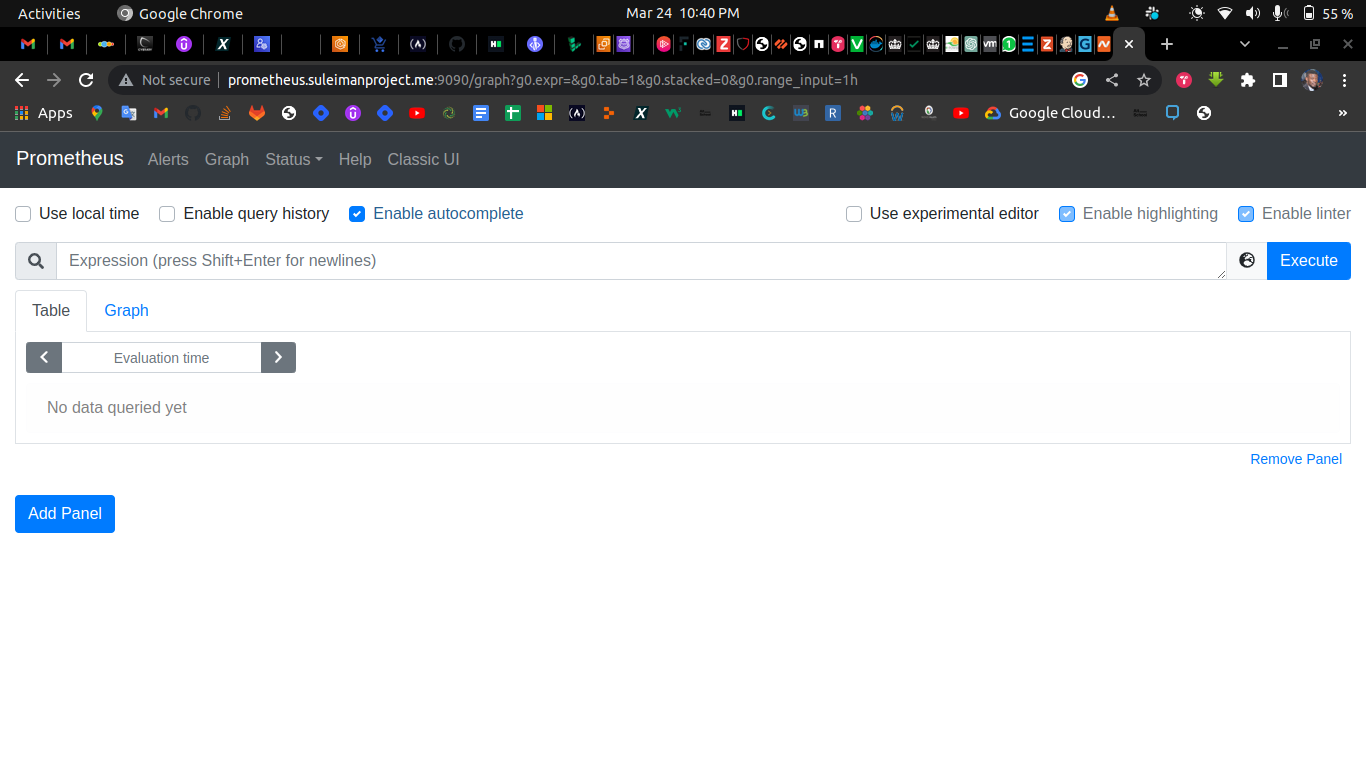 Activities Google Chrome Mar 24 10:40 PM 55 %
Not secure prometheus.suleimanproject.me:9090/graph?g0.expr=&g0.tab=1&g0.stacked=0&g0.range_input=1h
Apps Google Cloud…
Prometheus Alerts Graph Status Help Classic UI
Use local time Enable query history Enable autocomplete Use experimental editor Enable highlighting Enable linter
Expression (press Shift+Enter for newlines) Execute
Table Graph
Evaluation time
No data queried yet
Remove Panel
Add Panel